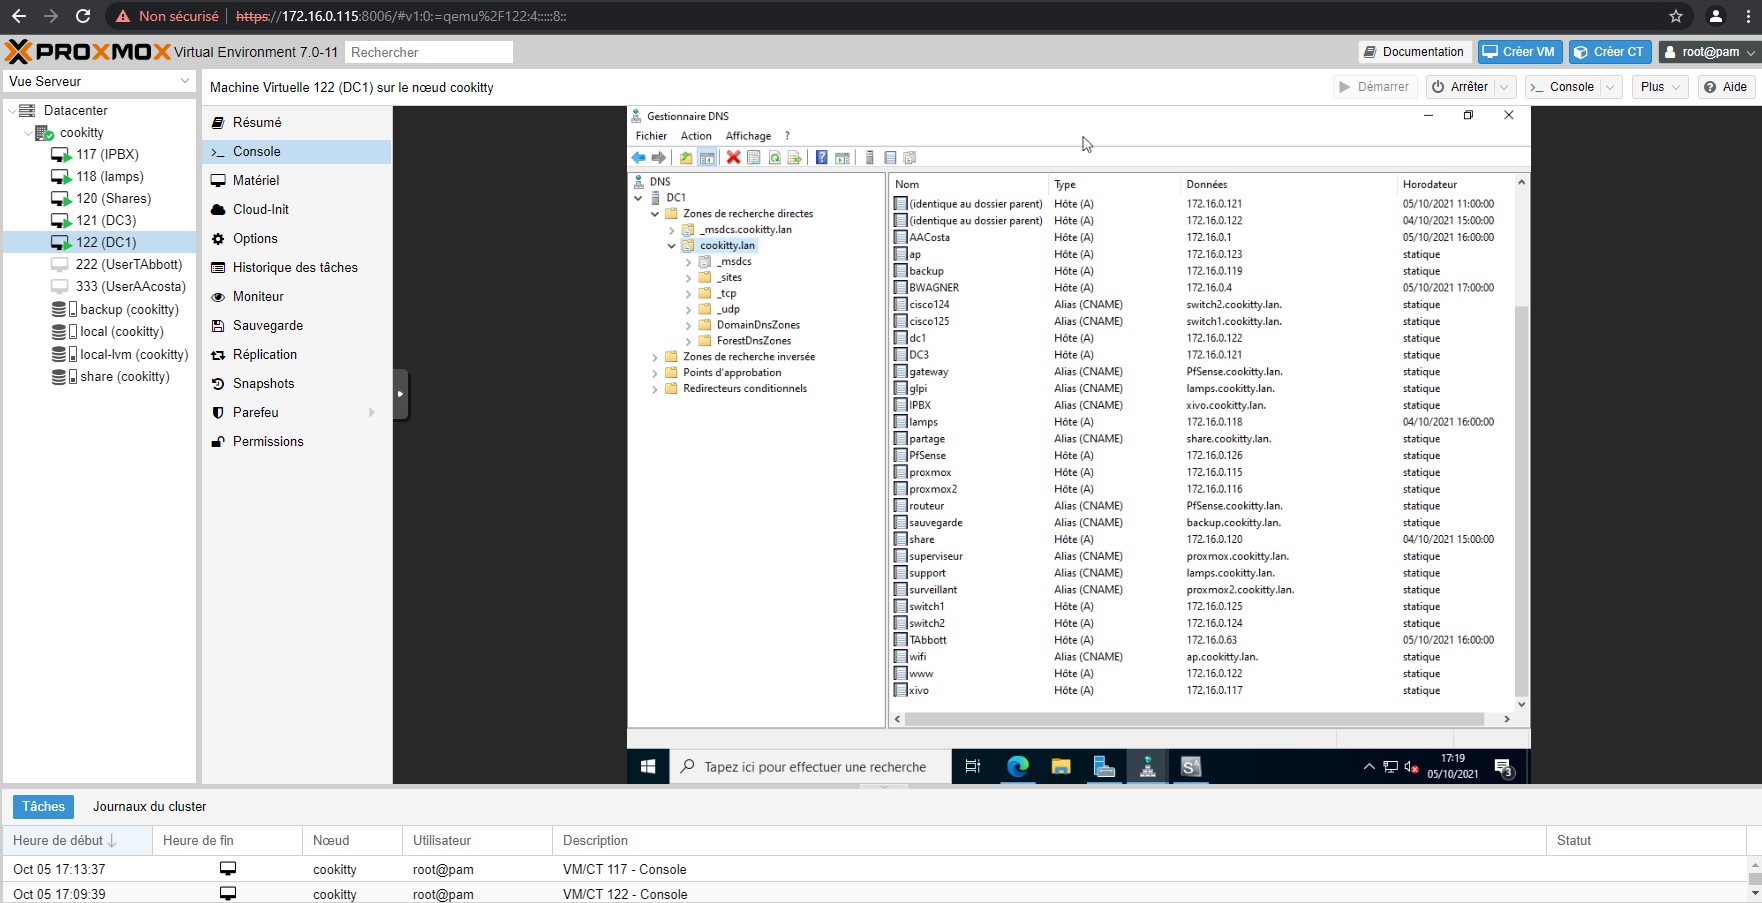 Non sécurisé https://172.16.0.115:8006/#v1:0:=qemu%2F122:4:::::8::
PROXMOX Virtual Environment 7.0-11 Rechercher Documentation Créer VM Créer CT root@pam
Vue Serveur
Machine Virtuelle 122 (DC1) sur le nœud cookitty Démarrer Arrêter Console Plus Aide
Datacenter
cookitty
117 (IPBX)
118 (lamps)
120 (Shares)
121 (DC3)
122 (DC1)
222 (UserTAbbott)
333 (UserAAcosta)
backup (cookitty)
local (cookitty)
local-lvm (cookitty)
share (cookitty)
Résumé
Console
Matériel
Cloud-Init
Options
Historique des tâches
Moniteur
Sauvegarde
Réplication
Snapshots
Parefeu
Permissions
Gestionnaire DNS
Fichier Action Affichage ?
DNS
DC1
Zones de recherche directes
_msdcs.cookitty.lan
cookitty.lan
_msdcs
_sites
_tcp
_udp
DomainDnsZones
ForestDnsZones
Zones de recherche inversée
Points d'approbation
Redirecteurs conditionnels
Nom Type Données Horodateur
(identique au dossier parent) Hôte (A) 172.16.0.121 05/10/2021 11:00:00
(identique au dossier parent) Hôte (A) 172.16.0.122 04/10/2021 15:00:00
AACosta Hôte (A) 172.16.0.1 05/10/2021 16:00:00
ap Hôte (A) 172.16.0.123 statique
backup Hôte (A) 172.16.0.119 statique
BWAGNER Hôte (A) 172.16.0.4 05/10/2021 17:00:00
cisco124 Alias (CNAME) switch2.cookitty.lan. statique
cisco125 Alias (CNAME) switch1.cookitty.lan. statique
dc1 Hôte (A) 172.16.0.122 statique
DC3 Hôte (A) 172.16.0.121 statique
gateway Alias (CNAME) PfSense.cookitty.lan. statique
glpi Alias (CNAME) lamps.cookitty.lan. statique
IPBX Alias (CNAME) xivo.cookitty.lan. statique
lamps Hôte (A) 172.16.0.118 04/10/2021 16:00:00
partage Alias (CNAME) share.cookitty.lan. statique
PfSense Hôte (A) 172.16.0.126 statique
proxmox Hôte (A) 172.16.0.115 statique
proxmox2 Hôte (A) 172.16.0.116 statique
routeur Alias (CNAME) PfSense.cookitty.lan. statique
sauvegarde Alias (CNAME) backup.cookitty.lan. statique
share Hôte (A) 172.16.0.120 04/10/2021 15:00:00
superviseur Alias (CNAME) proxmox.cookitty.lan. statique
support Alias (CNAME) lamps.cookitty.lan. statique
surveillant Alias (CNAME) proxmox2.cookitty.lan. statique
switch1 Hôte (A) 172.16.0.125 statique
switch2 Hôte (A) 172.16.0.124 statique
TAbbott Hôte (A) 172.16.0.63 05/10/2021 16:00:00
wifi Alias (CNAME) ap.cookitty.lan. statique
www Hôte (A) 172.16.0.122 statique
xivo Hôte (A) 172.16.0.117 statique
Tapez ici pour effectuer une recherche
17:19
05/10/2021
3
Tâches Journaux du cluster
Heure de début Heure de fin Nœud Utilisateur Description Statut
Oct 05 17:13:37 cookitty root@pam VM/CT 117 - Console
Oct 05 17:09:39 cookitty root@pam VM/CT 122 - Console